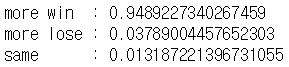 more win  : 0.9489227340267459
more lose : 0.03789004457652303
same      : 0.013187221396731055